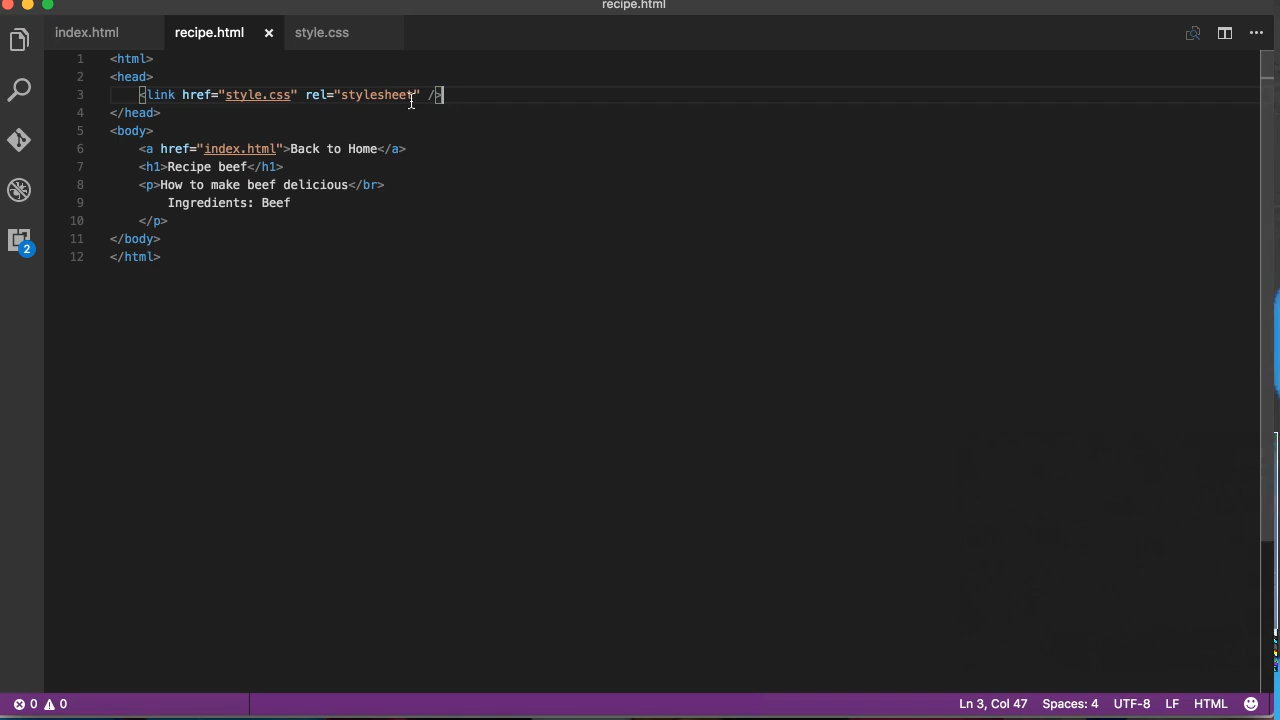 recipe.html
index.html recipe.html × style.css
1 <html>
2 <head>
3     <link href="style.css" rel="stylesheet" />
4 </head>
5 <body>
6     <a href="index.html">Back to Home</a>
7     <h1>Recipe beef</h1>
8     <p>How to make beef delicious</br>
9         Ingredients: Beef
10     </p>
11 </body>
12 </html>
2
0 0 Ln 3, Col 47 Spaces: 4 UTF-8 LF HTML